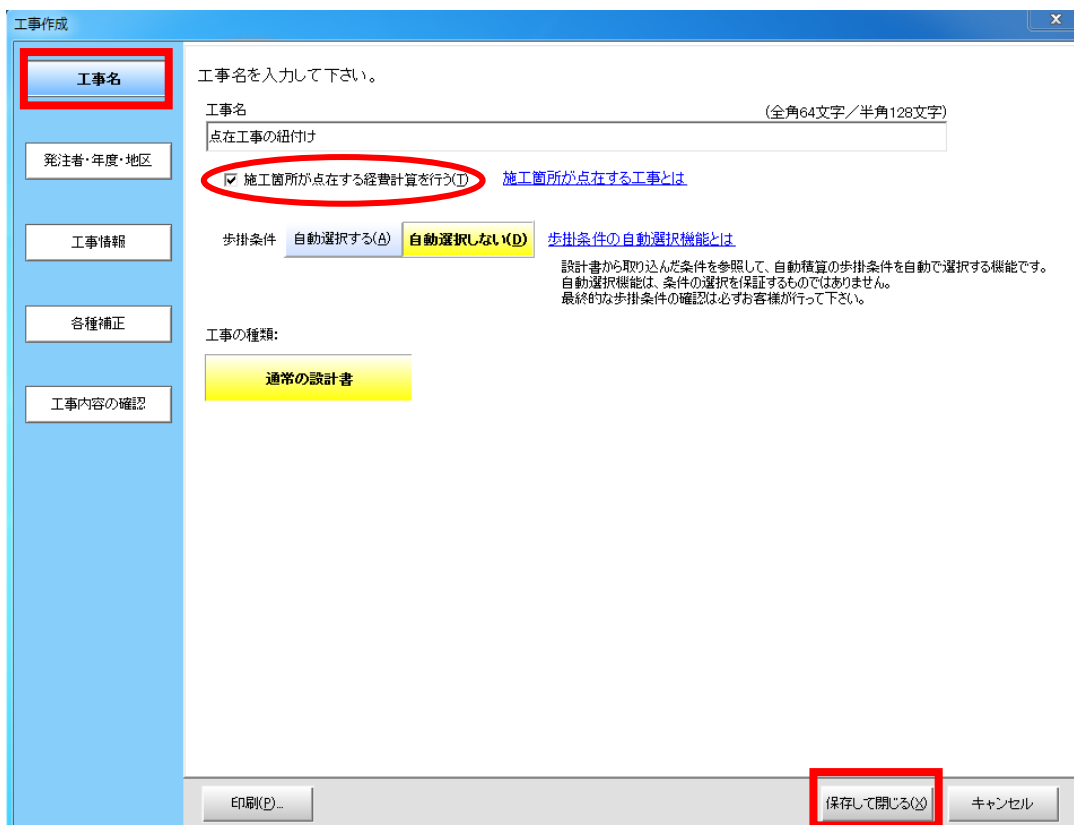 工事作成
x
工事名
発注者・年度・地区
工事情報
各種補正
工事内容の確認
工事名を入力して下さい。
工事名 (全角64文字／半角128文字)
点在工事の紐付け
施工箇所が点在する経費計算を行う(T) 施工箇所が点在する工事とは
歩掛条件 自動選択する(A) 自動選択しない(D) 歩掛条件の自動選択機能とは
設計書から取り込んだ条件を参照して、自動積算の歩掛条件を自動で選択する機能です。
自動選択機能は、条件の選択を保証するものではありません。
最終的な歩掛条件の確認は必ずお客様が行って下さい。
工事の種類:
通常の設計書
印刷(P)... 保存して閉じる(X) キャンセル